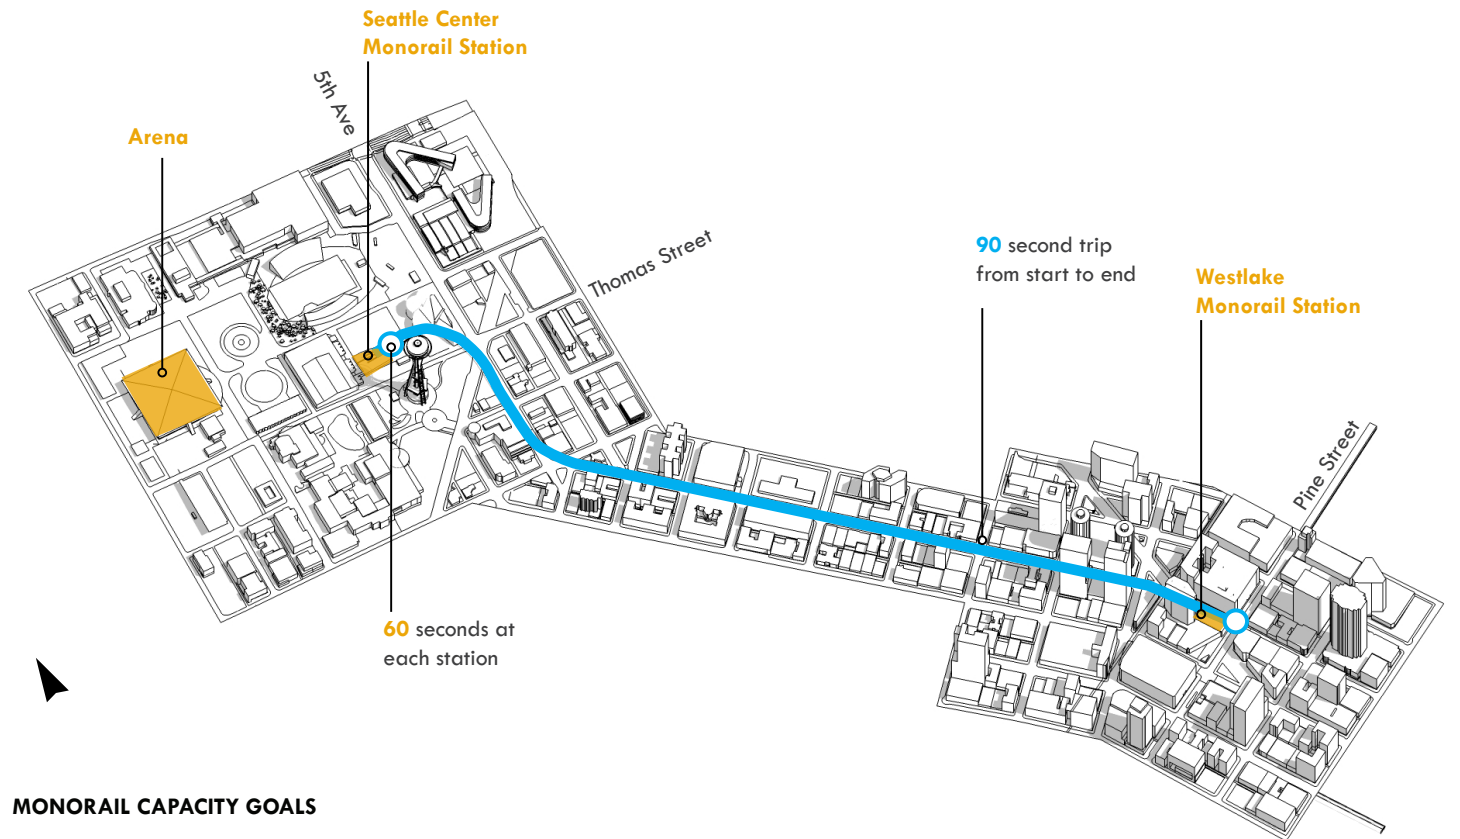 Seattle Center
Monorail Station
5th Ave
Arena
Thomas Street
90 second trip
from start to end
Westlake
Monorail Station
Pine Street
60 seconds at
each station
MONORAIL CAPACITY GOALS